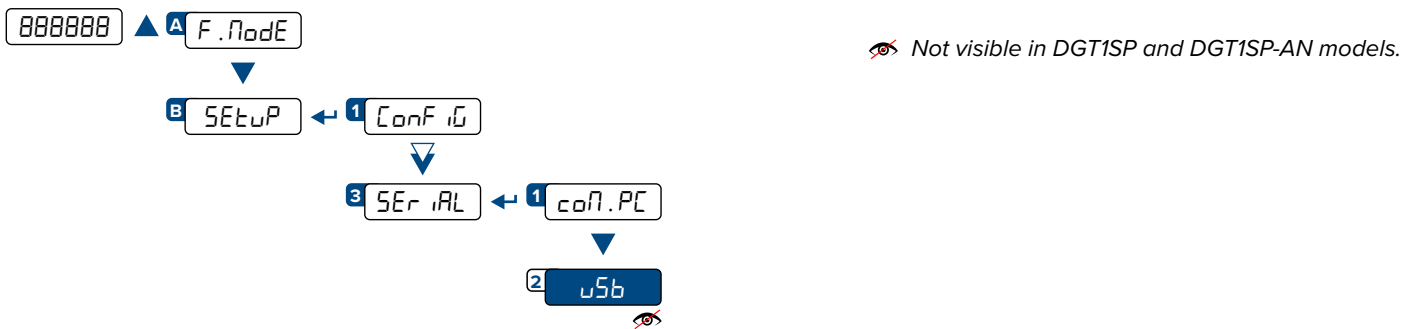 888888 A F.ModE
Not visible in DGT1SP and DGT1SP-AN models.
B SEtuP 1 ConFiG
3 SEriAL 1 coM.PC
2 uSb